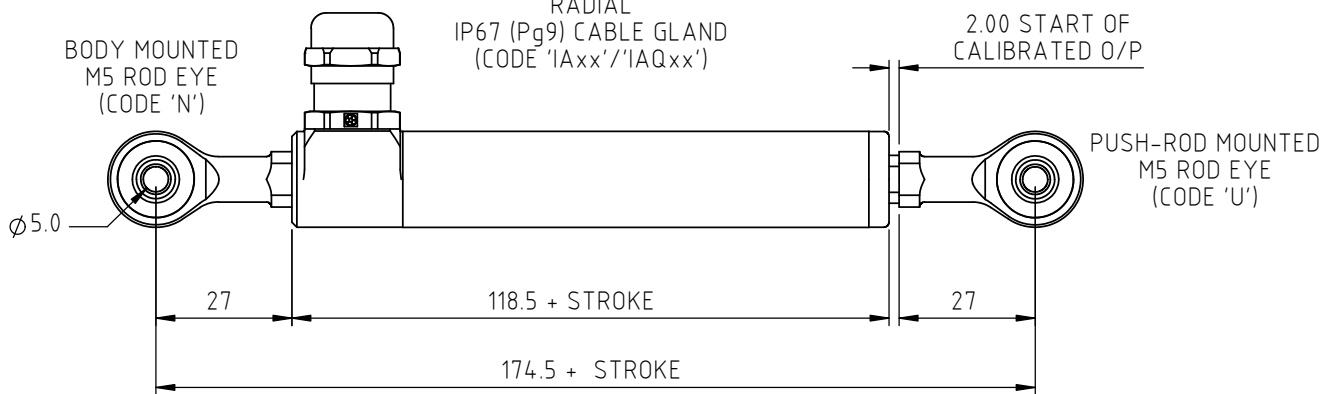 RADIAL
IP67 (Pg9) CABLE GLAND
(CODE 'IAxx'/'IAQxx')
BODY MOUNTED
M5 ROD EYE
(CODE 'N')
2.00 START OF
CALIBRATED O/P
PUSH-ROD MOUNTED
M5 ROD EYE
(CODE 'U')
Ø5.0
27
118.5 + STROKE
27
174.5 + STROKE